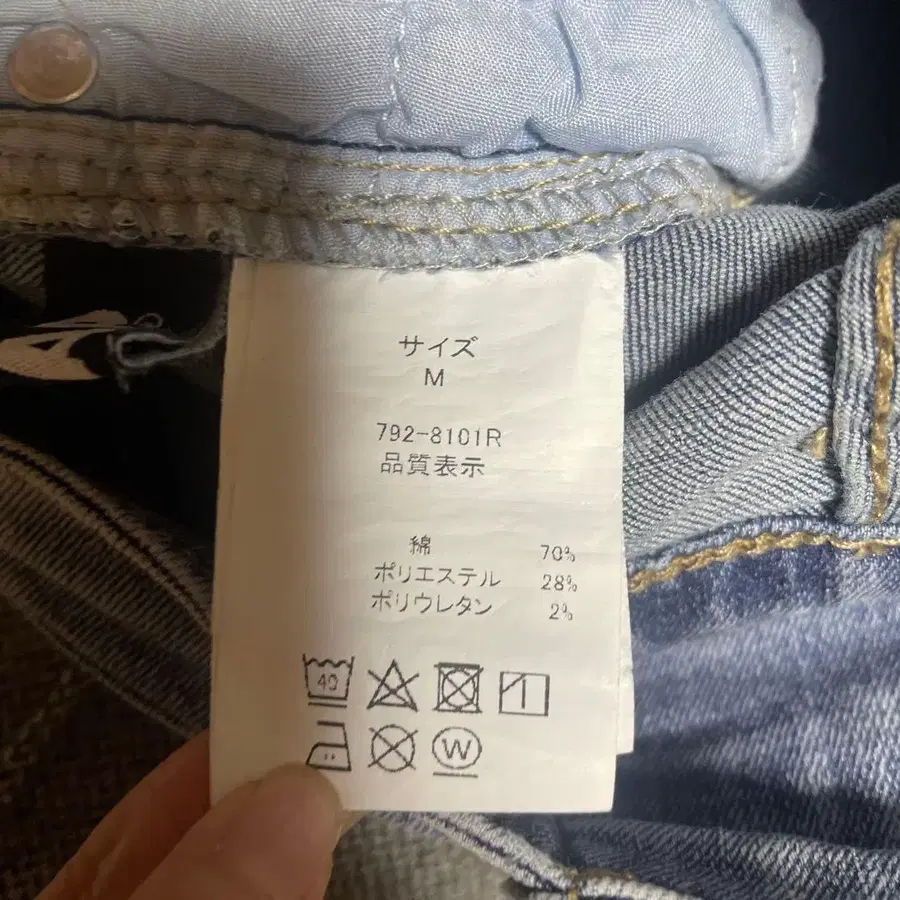 サイズ
M
792-8101R
品質表示
綿 70%
ポリエステル 28%
ポリウレタン 2%
40
W